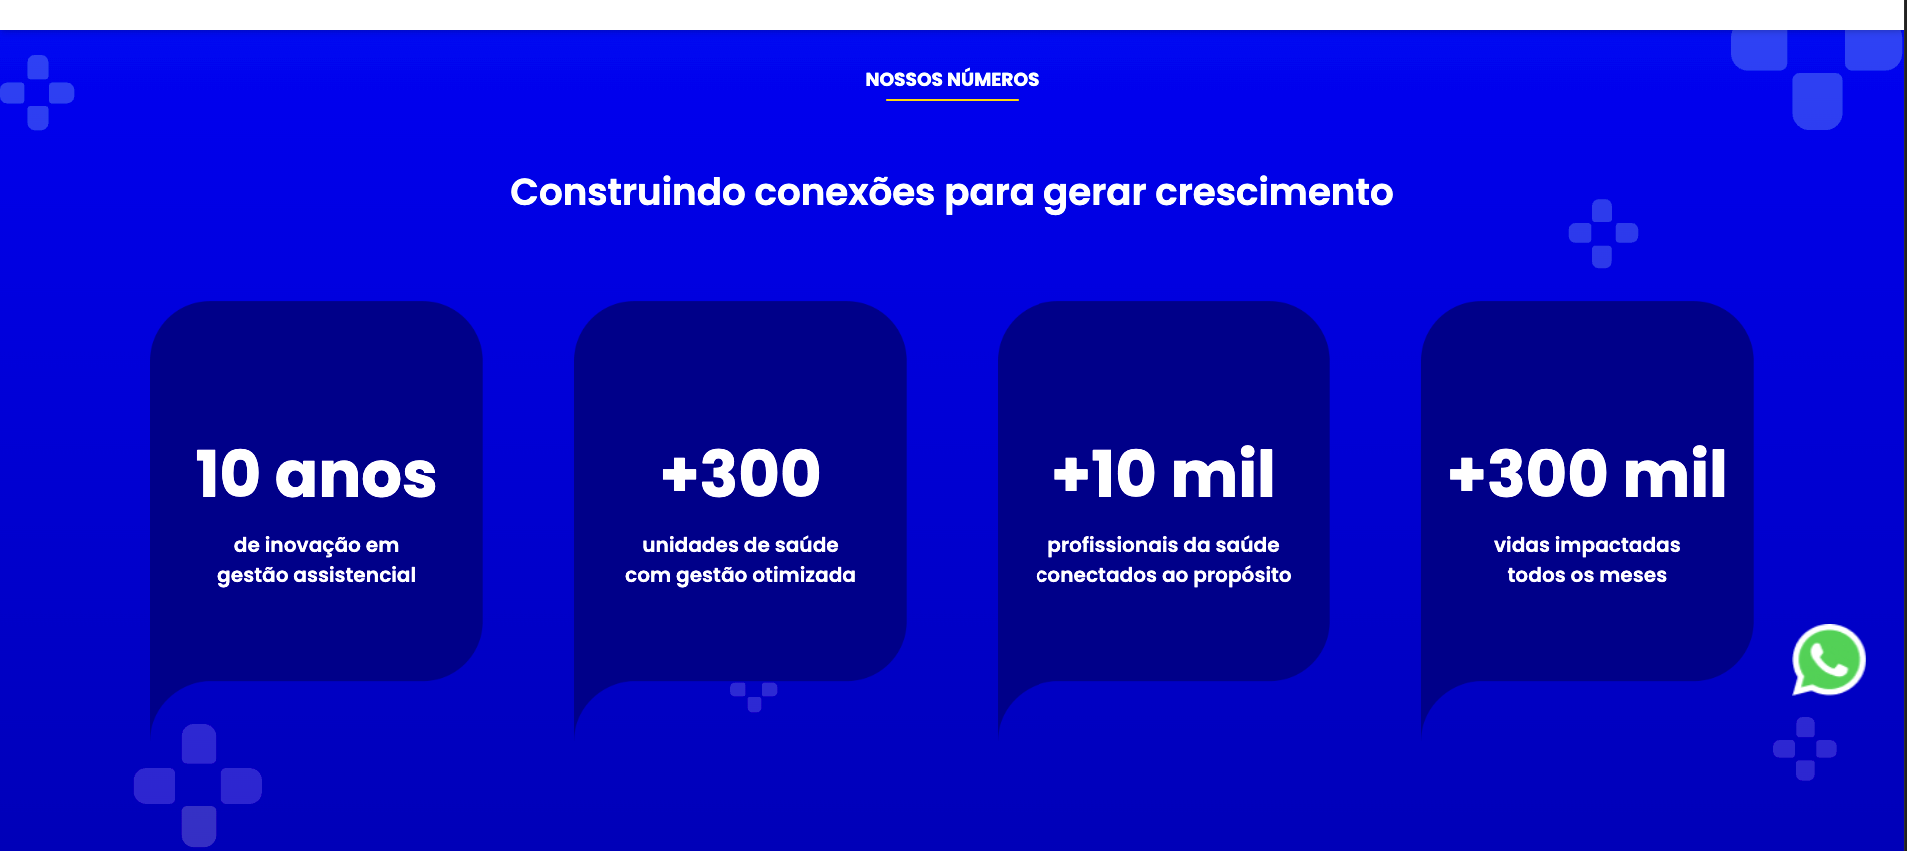 NOSSOS NÚMEROS
Construindo conexões para gerar crescimento
10 anos
de inovação em
gestão assistencial
+300
unidades de saúde
com gestão otimizada
+10 mil
profissionais da saúde
conectados ao propósito
+300 mil
vidas impactadas
todos os meses